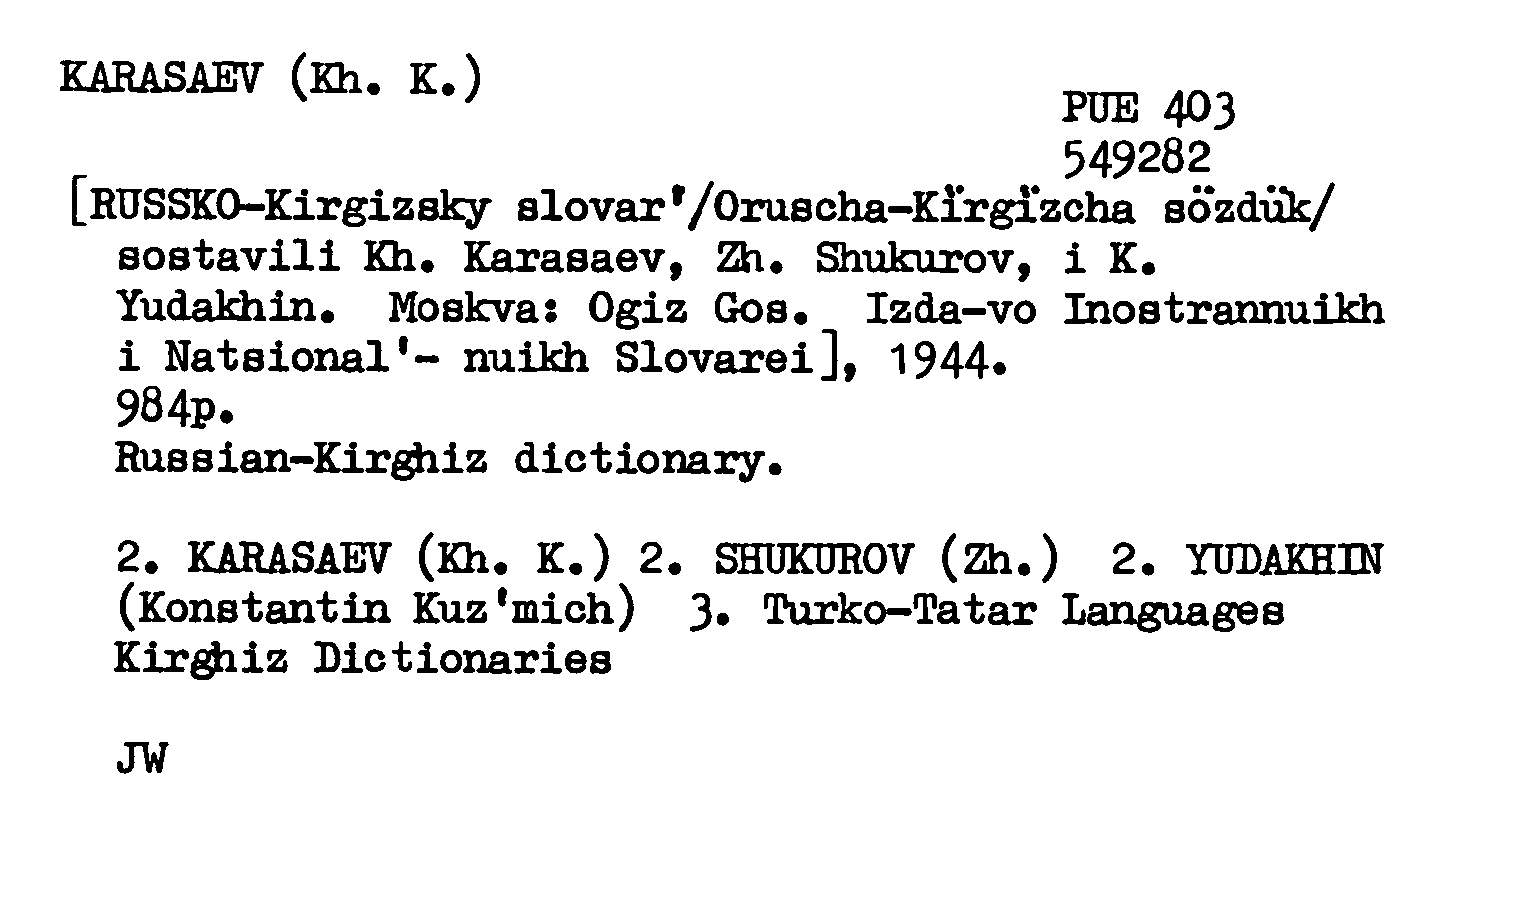 KARASAEV (Kh. K.)
PUE 403
549282
[RUSSKO-Kirgizsky slovar'/Oruscha-Kïrgïzcha sözdük/
sostavili Kh. Karasaev, Zh. Shukurov, i K.
Yudakhin. Moskva: Ogiz Gos. Izda-vo Inostrannuikh
i Natsional'- nuikh Slovarei], 1944.
984p.
Russian-Kirghiz dictionary.
2. KARASAEV (Kh. K.) 2. SHUKUROV (Zh.) 2. YUDAKHIN
(Konstantin Kuz'mich) 3. Turko-Tatar Languages
Kirghiz Dictionaries
JW